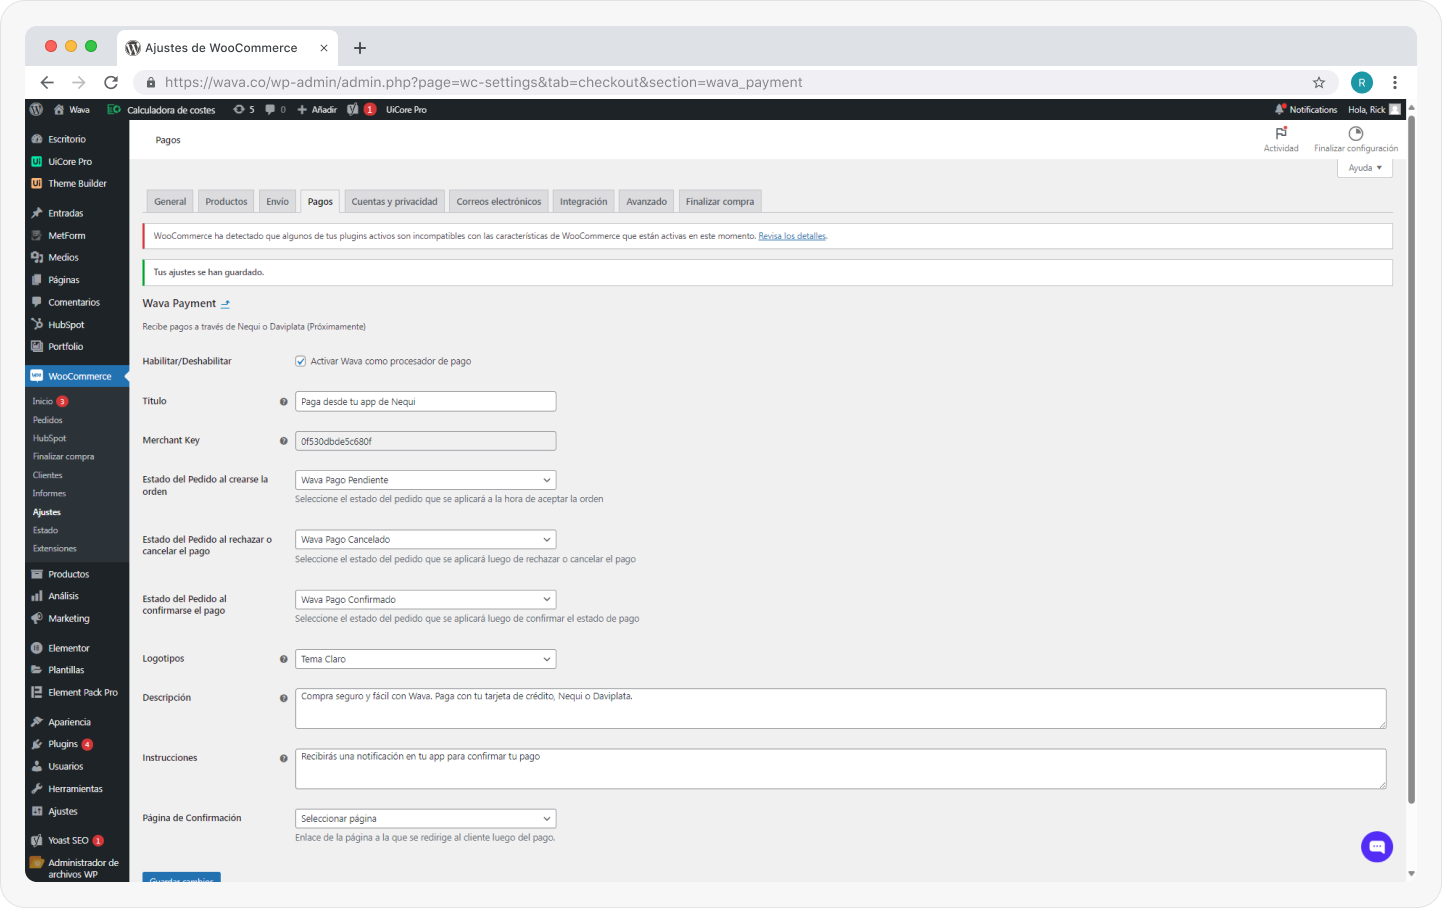 Ajustes de WooCommerce
https://wava.co/wp-admin/admin.php?page=wc-settings&tab=checkout&section=wava_payment
R
Wava
Calculadora de costes
5
0
Añadir
1
UiCore Pro
Notifications
Hola, Rick
Escritorio
UiCore Pro
Theme Builder
Entradas
MetForm
Medios
Páginas
Comentarios
HubSpot
Portfolio
WooCommerce
Inicio 3
Pedidos
HubSpot
Finalizar compra
Clientes
Informes
Ajustes
Estado
Extensiones
Productos
Análisis
Marketing
Elementor
Plantillas
Element Pack Pro
Apariencia
Plugins 4
Usuarios
Herramientas
Ajustes
Yoast SEO 1
Administrador de
archivos WP
Pagos
Actividad
Finalizar configuración
Ayuda
General
Productos
Envío
Pagos
Cuentas y privacidad
Correos electrónicos
Integración
Avanzado
Finalizar compra
WooCommerce ha detectado que algunos de tus plugins activos son incompatibles con las características de WooCommerce que están activas en este momento. Revisa los detalles.
Tus ajustes se han guardado.
Wava Payment
Recibe pagos a través de Nequi o Daviplata (Próximamente)
Habilitar/Deshabilitar
Activar Wava como procesador de pago
Titulo
Paga desde tu app de Nequi
Merchant Key
0f530dbde5c680f
Estado del Pedido al crearse la
orden
Wava Pago Pendiente
Seleccione el estado del pedido que se aplicará a la hora de aceptar la orden
Estado del Pedido al rechazar o
cancelar el pago
Wava Pago Cancelado
Seleccione el estado del pedido que se aplicará luego de rechazar o cancelar el pago
Estado del Pedido al
confirmarse el pago
Wava Pago Confirmado
Seleccione el estado del pedido que se aplicará luego de confirmar el estado de pago
Logotipos
Tema Claro
Descripción
Compra seguro y fácil con Wava. Paga con tu tarjeta de crédito, Nequi o Daviplata.
Instrucciones
Recibirás una notificación en tu app para confirmar tu pago
Página de Confirmación
Seleccionar página
Enlace de la página a la que se redirige al cliente luego del pago.
Guardar cambios